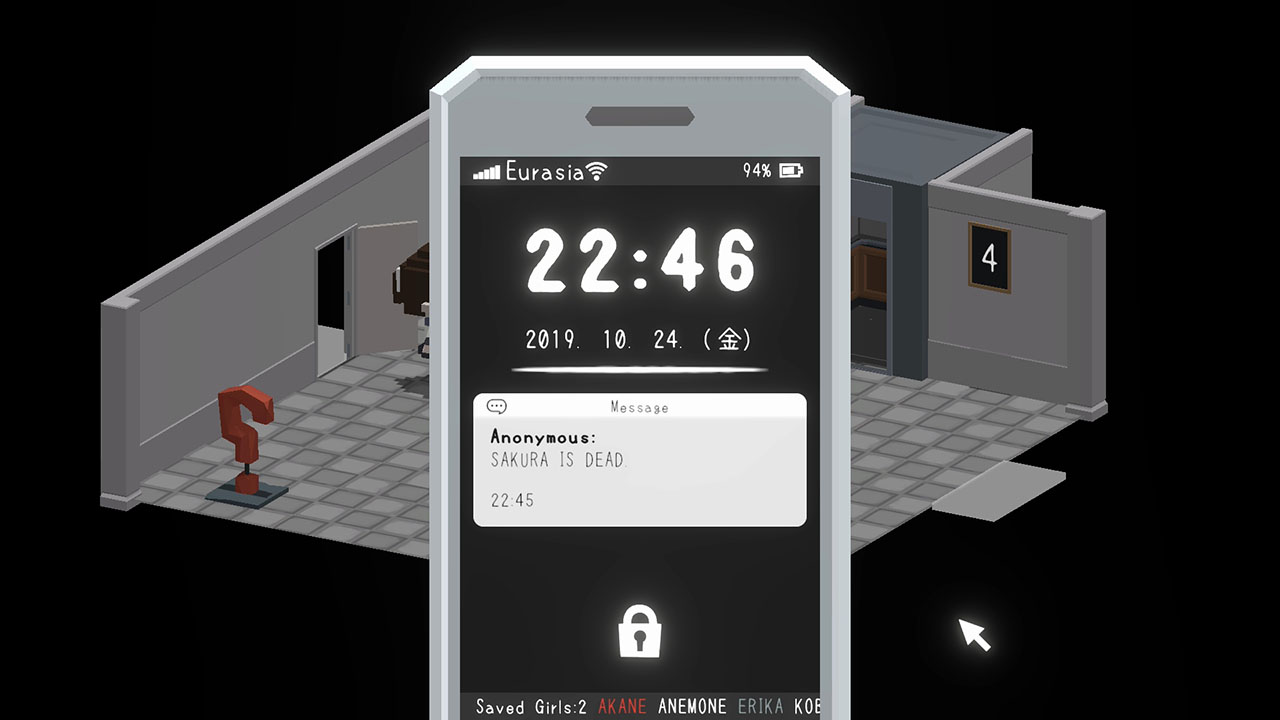 Eurasia 94%
22:46
2019. 10. 24. (金)
Message
Anonymous:
SAKURA IS DEAD.
22:45
4
Saved Girls:2 AKANE ANEMONE ERIKA KOB